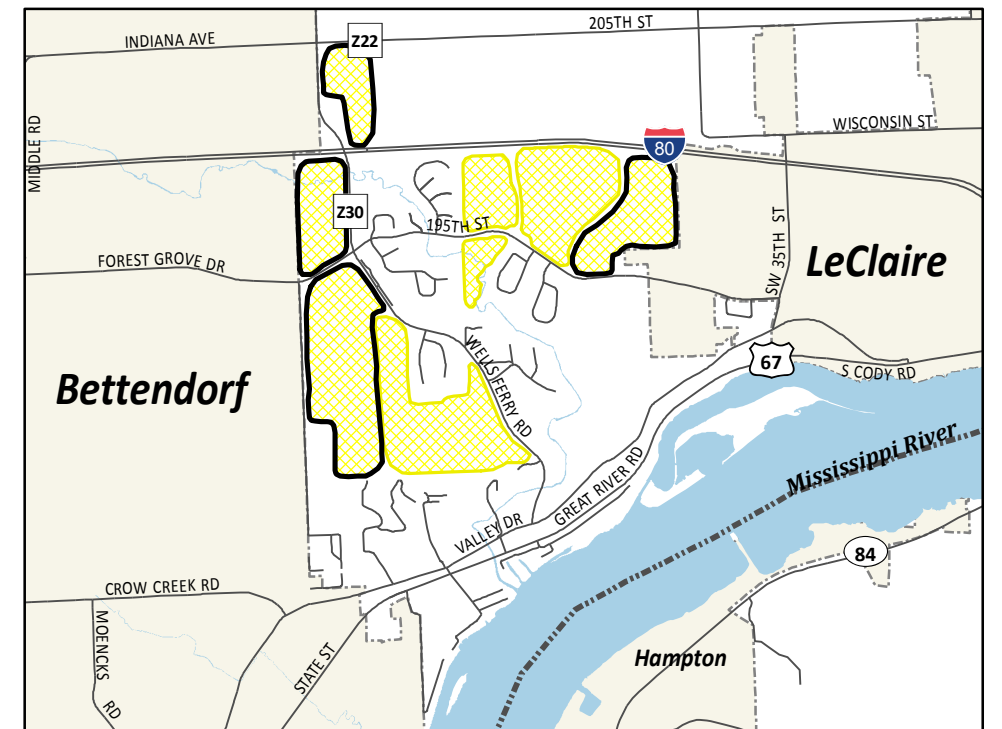 205TH ST
INDIANA AVE
Z22
WISCONSIN ST
MIDDLE RD
80
Z30
195TH ST
SW 35TH ST
FOREST GROVE DR
LeClaire
Bettendorf
WELLS FERRY RD
67
S CODY RD
Mississippi River
GREAT RIVER RD
VALLEY DR
84
CROW CREEK RD
MOENCKS RD
STATE ST
Hampton